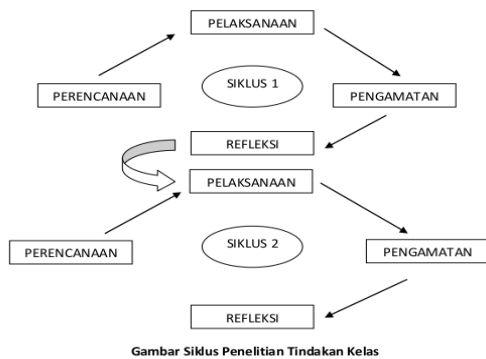 PELAKSANAAN
SIKLUS 1
PERENCANAAN
PENGAMATAN
REFLEKSI
PELAKSANAAN
SIKLUS 2
PERENCANAAN
PENGAMATAN
REFLEKSI
Gambar Siklus Penelitian Tindakan Kelas